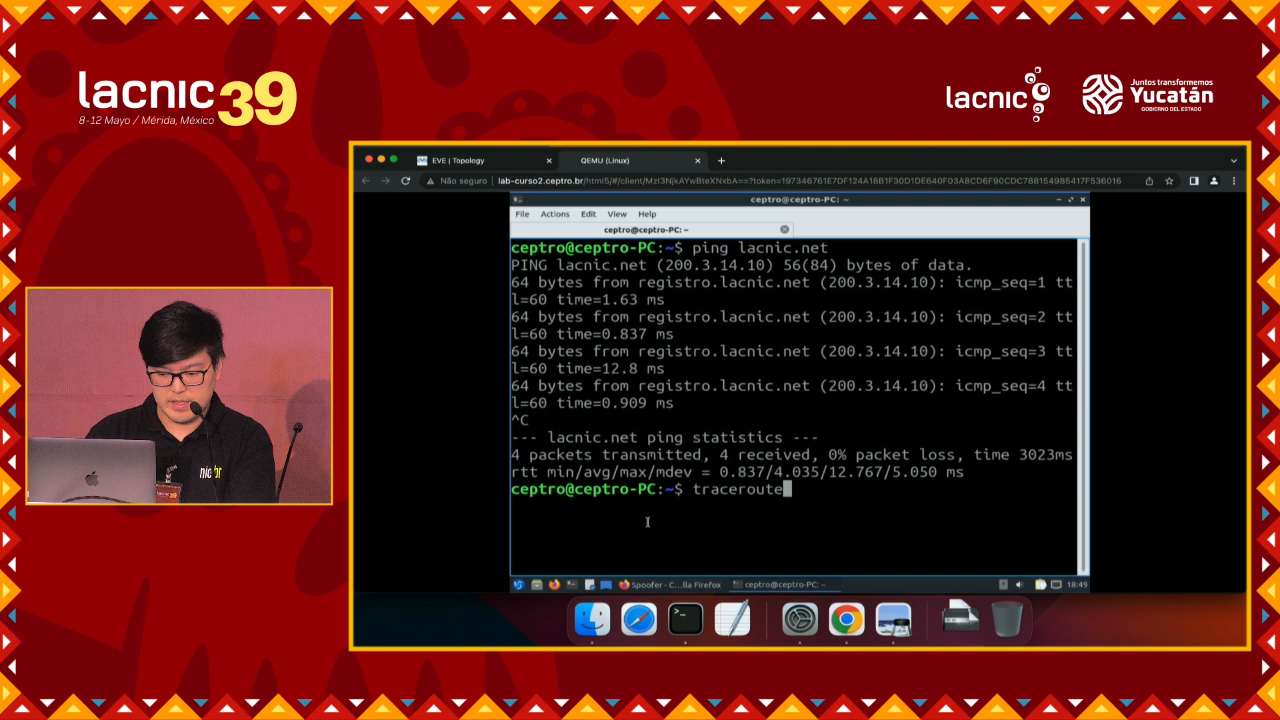 lacnic 39
8-12 Mayo / Mérida, México
lacnic
Juntos transformemos
Yucatán
GOBIERNO DEL ESTADO
EVE | Topology
QEMU (Linux)
Não seguro
lab-curso2.ceptro.br/html5/#/client/
ceptro@ceptro-PC: ~
File Actions Edit View Help
ceptro@ceptro-PC: ~
ceptro@ceptro-PC:~$ ping lacnic.net
PING lacnic.net (200.3.14.10) 56(84) bytes of data.
64 bytes from registro.lacnic.net (200.3.14.10): icmp_seq=1 tt
l=60 time=1.63 ms
64 bytes from registro.lacnic.net (200.3.14.10): icmp_seq=2 tt
l=60 time=0.837 ms
64 bytes from registro.lacnic.net (200.3.14.10): icmp_seq=3 tt
l=60 time=12.8 ms
64 bytes from registro.lacnic.net (200.3.14.10): icmp_seq=4 tt
l=60 time=0.909 ms
^C
--- lacnic.net ping statistics ---
4 packets transmitted, 4 received, 0% packet loss, time 3023ms
rtt min/avg/max/mdev = 0.837/4.035/12.767/5.050 ms
ceptro@ceptro-PC:~$ traceroute
Spoofer - C...lla Firefox
ceptro@ceptro-PC: ~
18:49